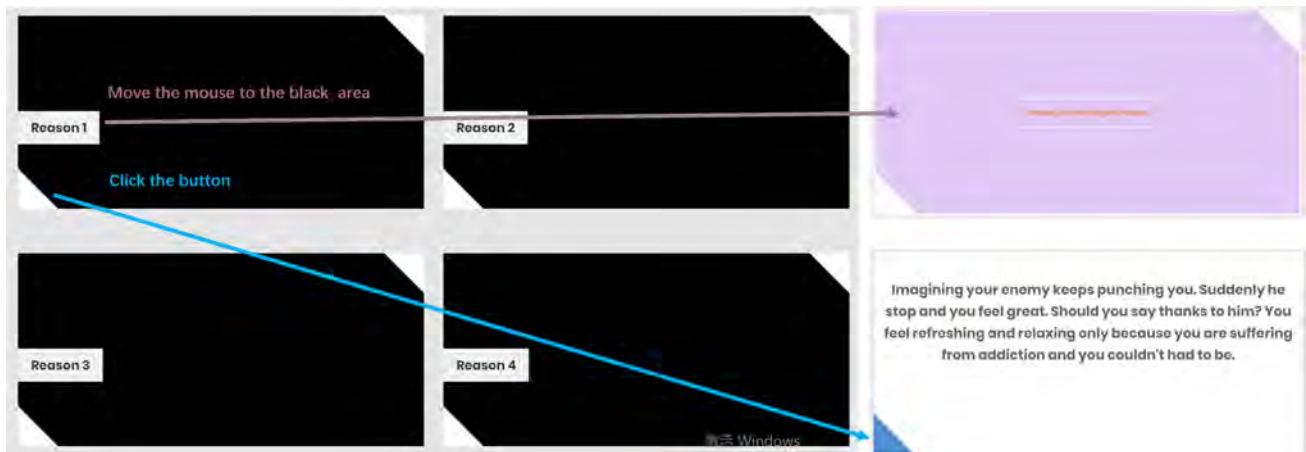 Move the mouse to the black area
Reason 1
Reason 2
Click the button
Reason 3
Reason 4
Imagining your enemy keeps punching you. Suddenly he
stop and you feel great. Should you say thanks to him? You
feel refreshing and relaxing only because you are suffering
from addiction and you couldn't had to be.
激活 Windows